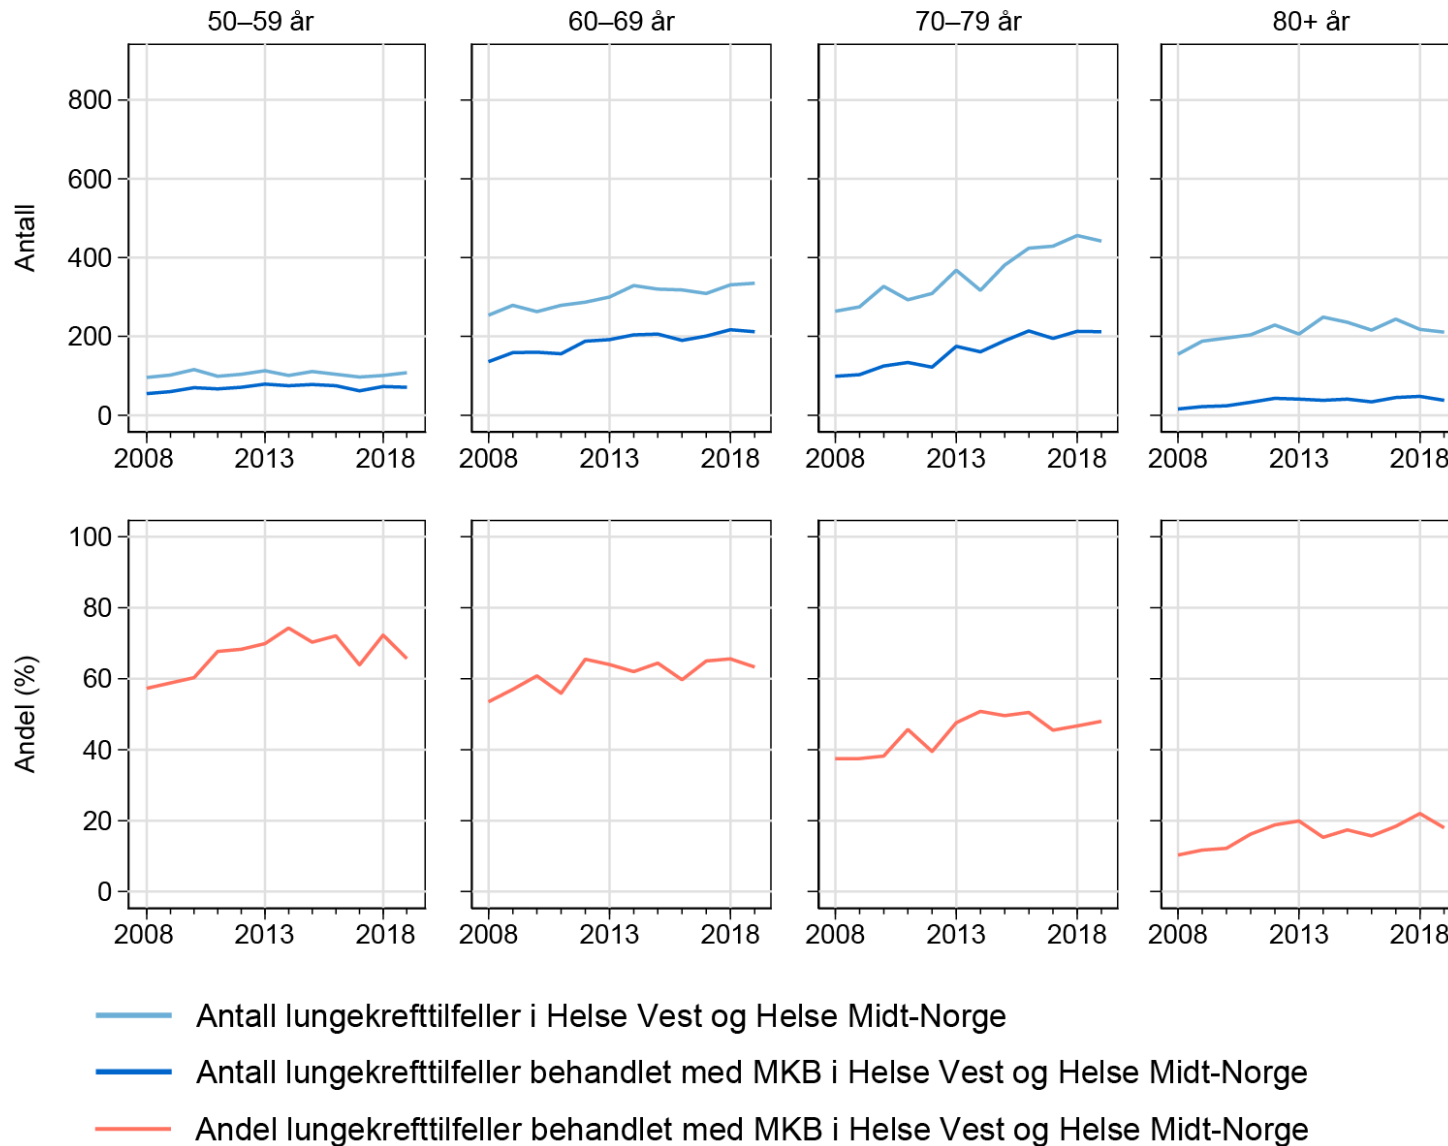 50–59 år 60–69 år 70–79 år 80+ år
Antall
800
600
400
200
0
2008 2013 2018 2008 2013 2018 2008 2013 2018 2008 2013 2018
Andel (%)
100
80
60
40
20
0
2008 2013 2018 2008 2013 2018 2008 2013 2018 2008 2013 2018
Antall lungekrefttilfeller i Helse Vest og Helse Midt-Norge
Antall lungekrefttilfeller behandlet med MKB i Helse Vest og Helse Midt-Norge
Andel lungekrefttilfeller behandlet med MKB i Helse Vest og Helse Midt-Norge